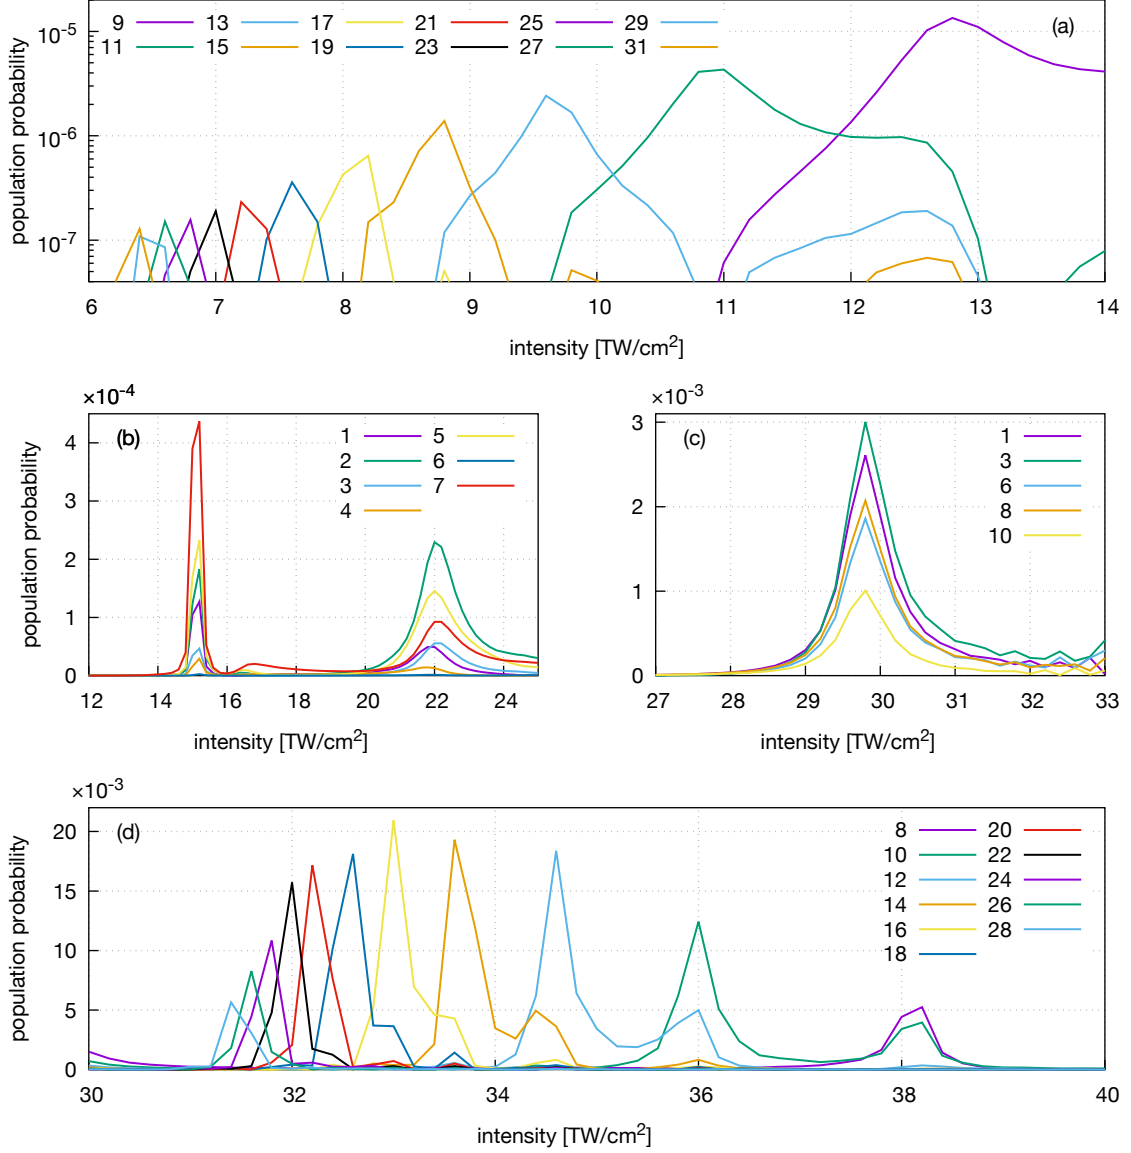 9 13 17 21 25 29 (a)
11 15 19 23 27 31
10⁻⁵
10⁻⁶
10⁻⁷
population probability
6 7 8 9 10 11 12 13 14
intensity [TW/cm²]
×10⁻⁴
(b)
1 5
2 6
3 7
4
4
3
2
1
0
population probability
12 14 16 18 20 22 24
intensity [TW/cm²]
×10⁻³
(c)
1
3
6
8
10
3
2
1
0
27 28 29 30 31 32 33
intensity [TW/cm²]
×10⁻³
(d)
8 20
10 22
12 24
14 26
16 28
18
20
15
10
5
0
population probability
30 32 34 36 38 40
intensity [TW/cm²]